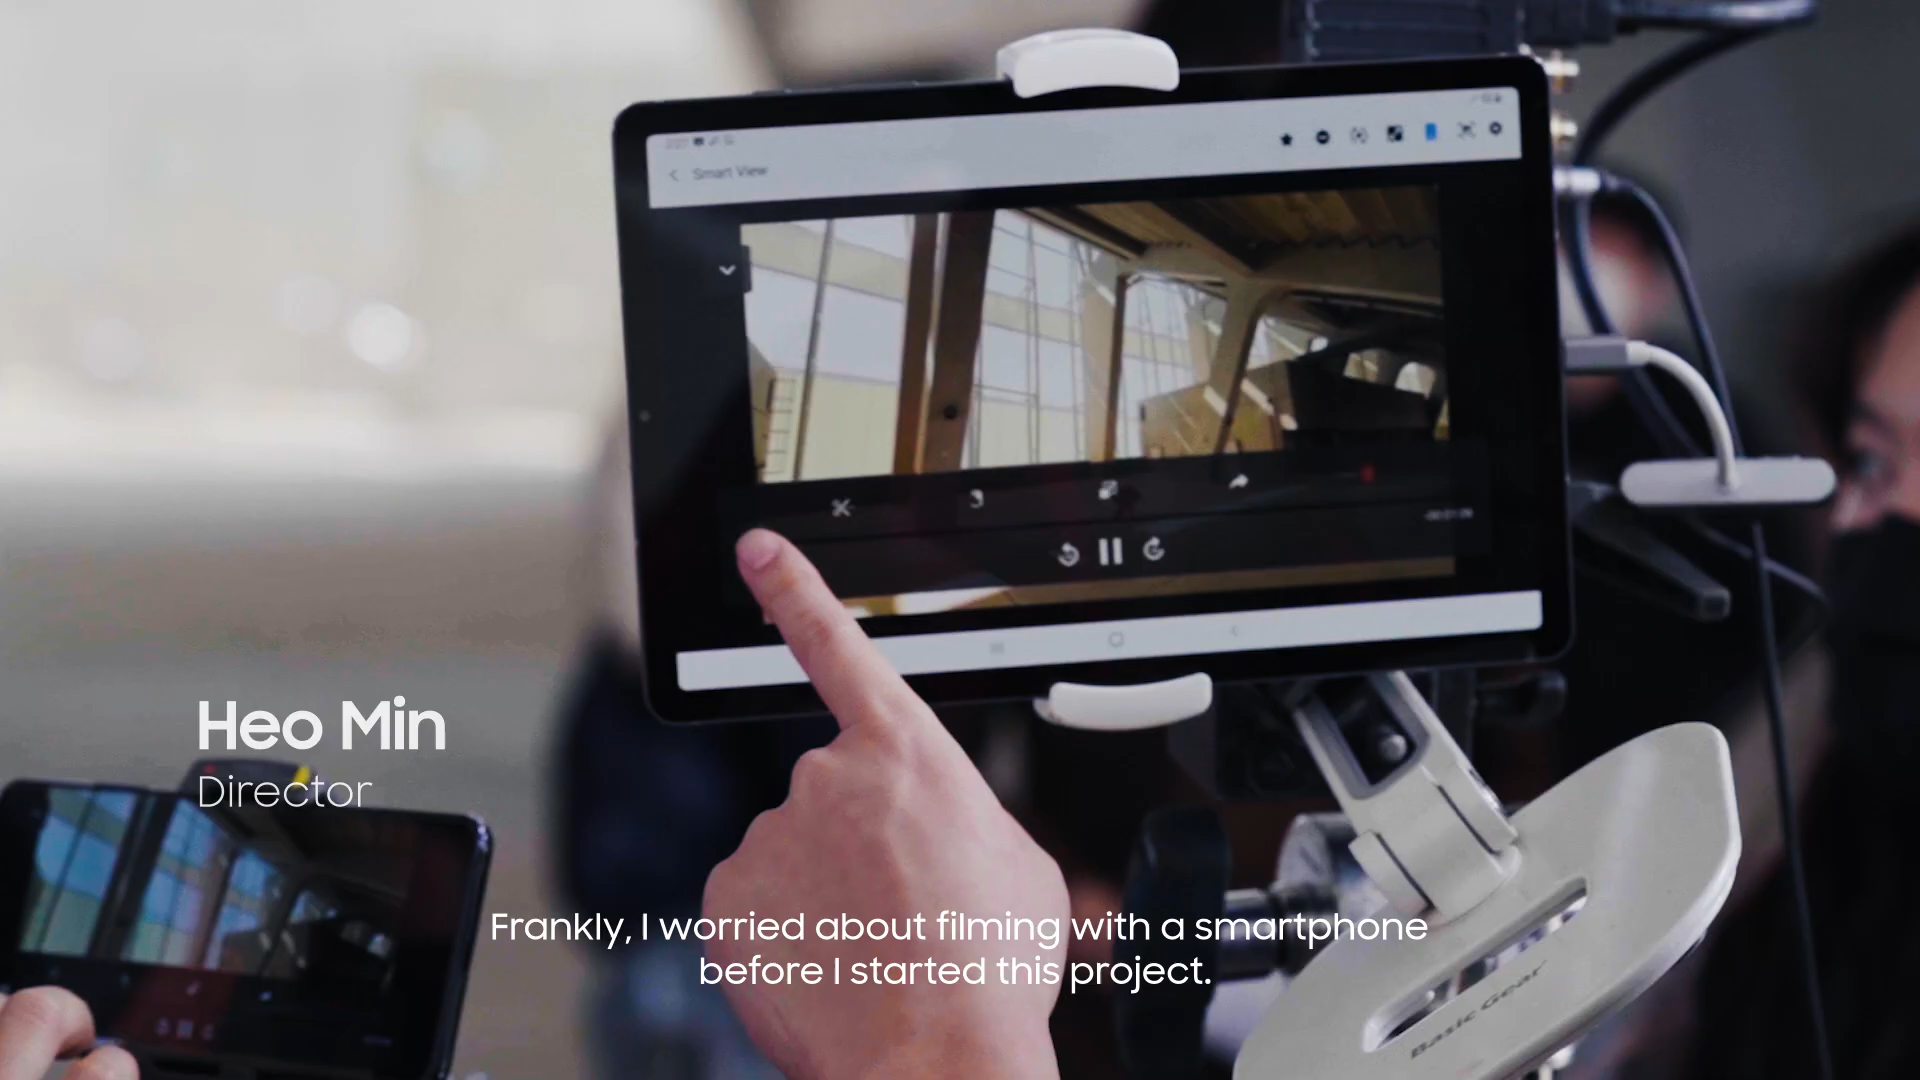 Smart View
Heo Min
Director
Frankly, I worried about filming with a smartphone
before I started this project.
Basic Gear